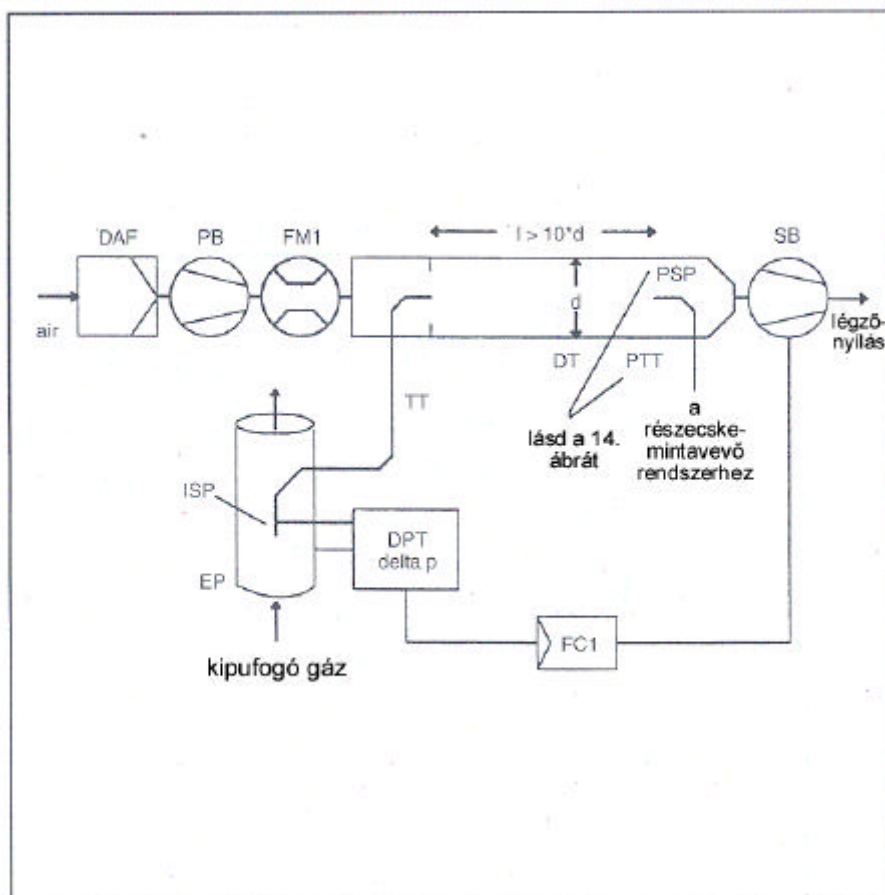 DAF
PB
FM1
l > 10*d
SB
air
d
PSP
légző-
nyílás
DT
PTT
TT
lásd a 14.
ábrát
a
részecske-
mintavevő
rendszerhez
ISP
DPT
delta p
EP
FC1
kipufogó gáz